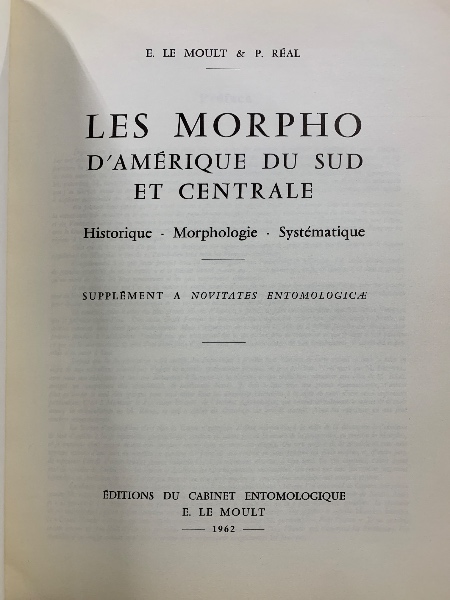 E. LE MOULT & P. RÉAL
LES MORPHO
D'AMÉRIQUE DU SUD
ET CENTRALE
Historique - Morphologie - Systématique
SUPPLÉMENT A NOVITATES ENTOMOLOGICÆ
ÉDITIONS DU CABINET ENTOMOLOGIQUE
E. LE MOULT
1962